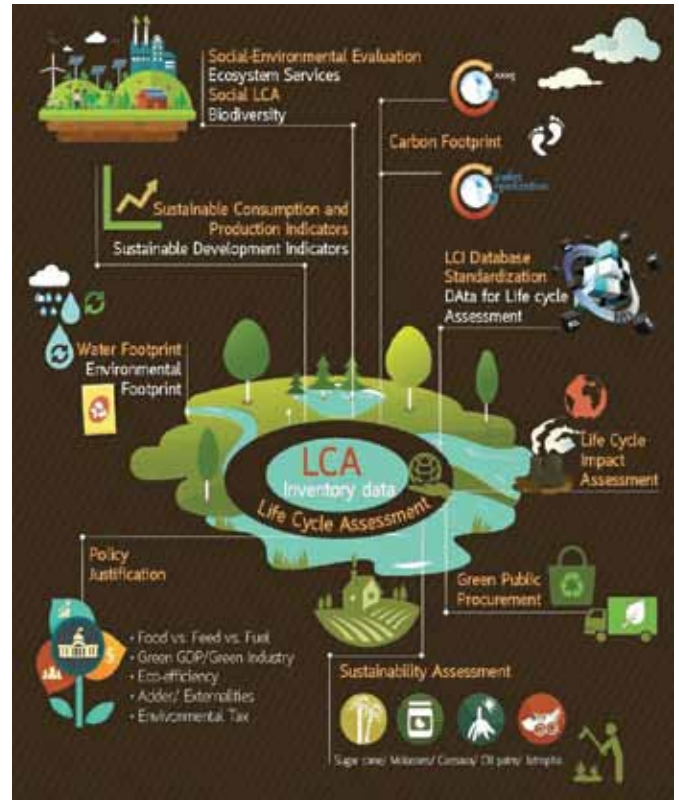 Social-Environmental Evaluation
Ecosystem Services
Social LCA
Biodiversity
Carbon Footprint
Sustainable Consumption and
Production Indicators
Sustainable Development Indicators
LCI Database
Standardization
DAta for Life cycle
Assessment
Water Footprint
Environmental
Footprint
LCA
Inventory data
Life Cycle Assessment
Life Cycle
Impact
Assessment
Policy
Justification
Green Public
Procurement
• Food vs. Feed vs. Fuel
• Green GDP/Green Industry
• Eco-efficiency
• Adder/ Externalities
• Environmental Tax
Sustainability Assessment
Sugar cane/ Molasses/ Cassava/ Oil palm/ Jatropha